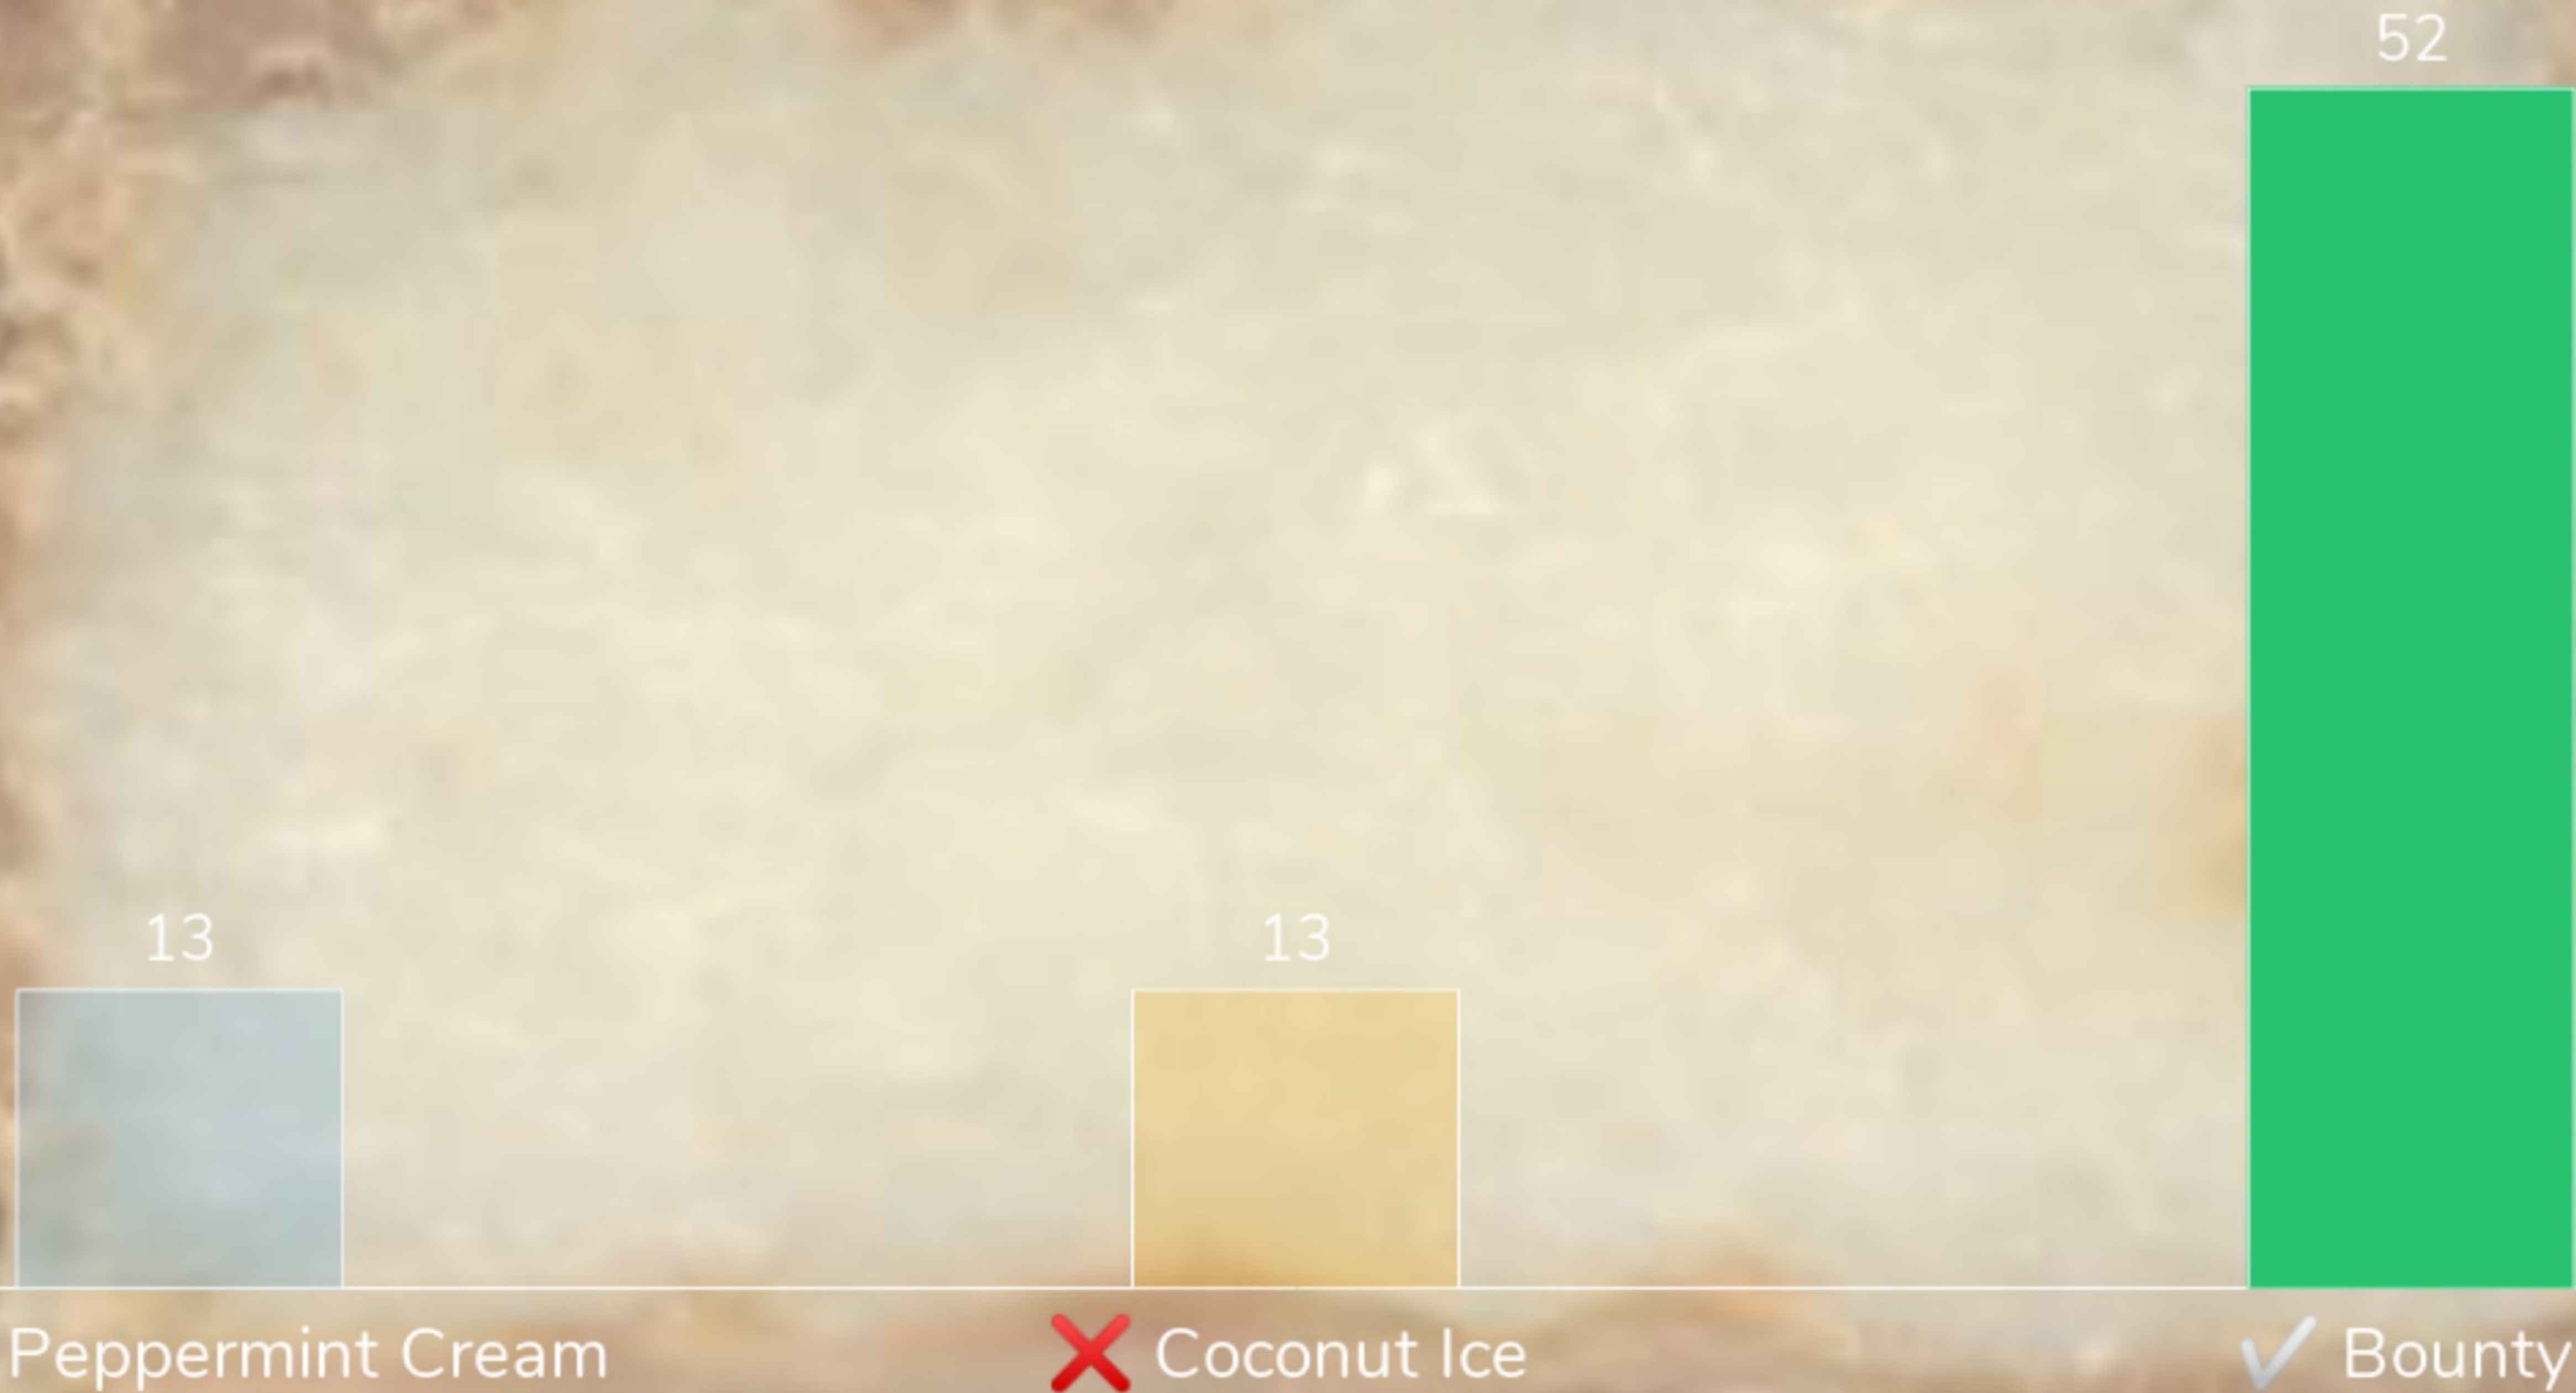 52
13
13
Peppermint Cream
❌ Coconut Ice
✔ Bounty